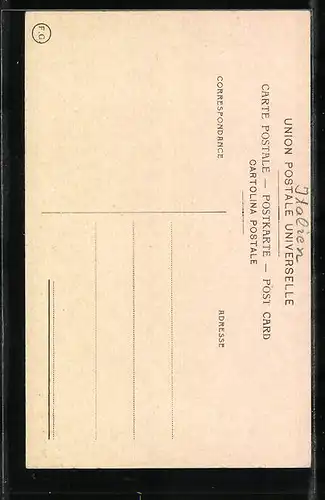 Italien
UNION POSTALE UNIVERSELLE
CARTE POSTALE — POSTKARTE — POST CARD
CARTOLINA POSTALE
CORRESPONDANCE
ADRESSE
F.G.